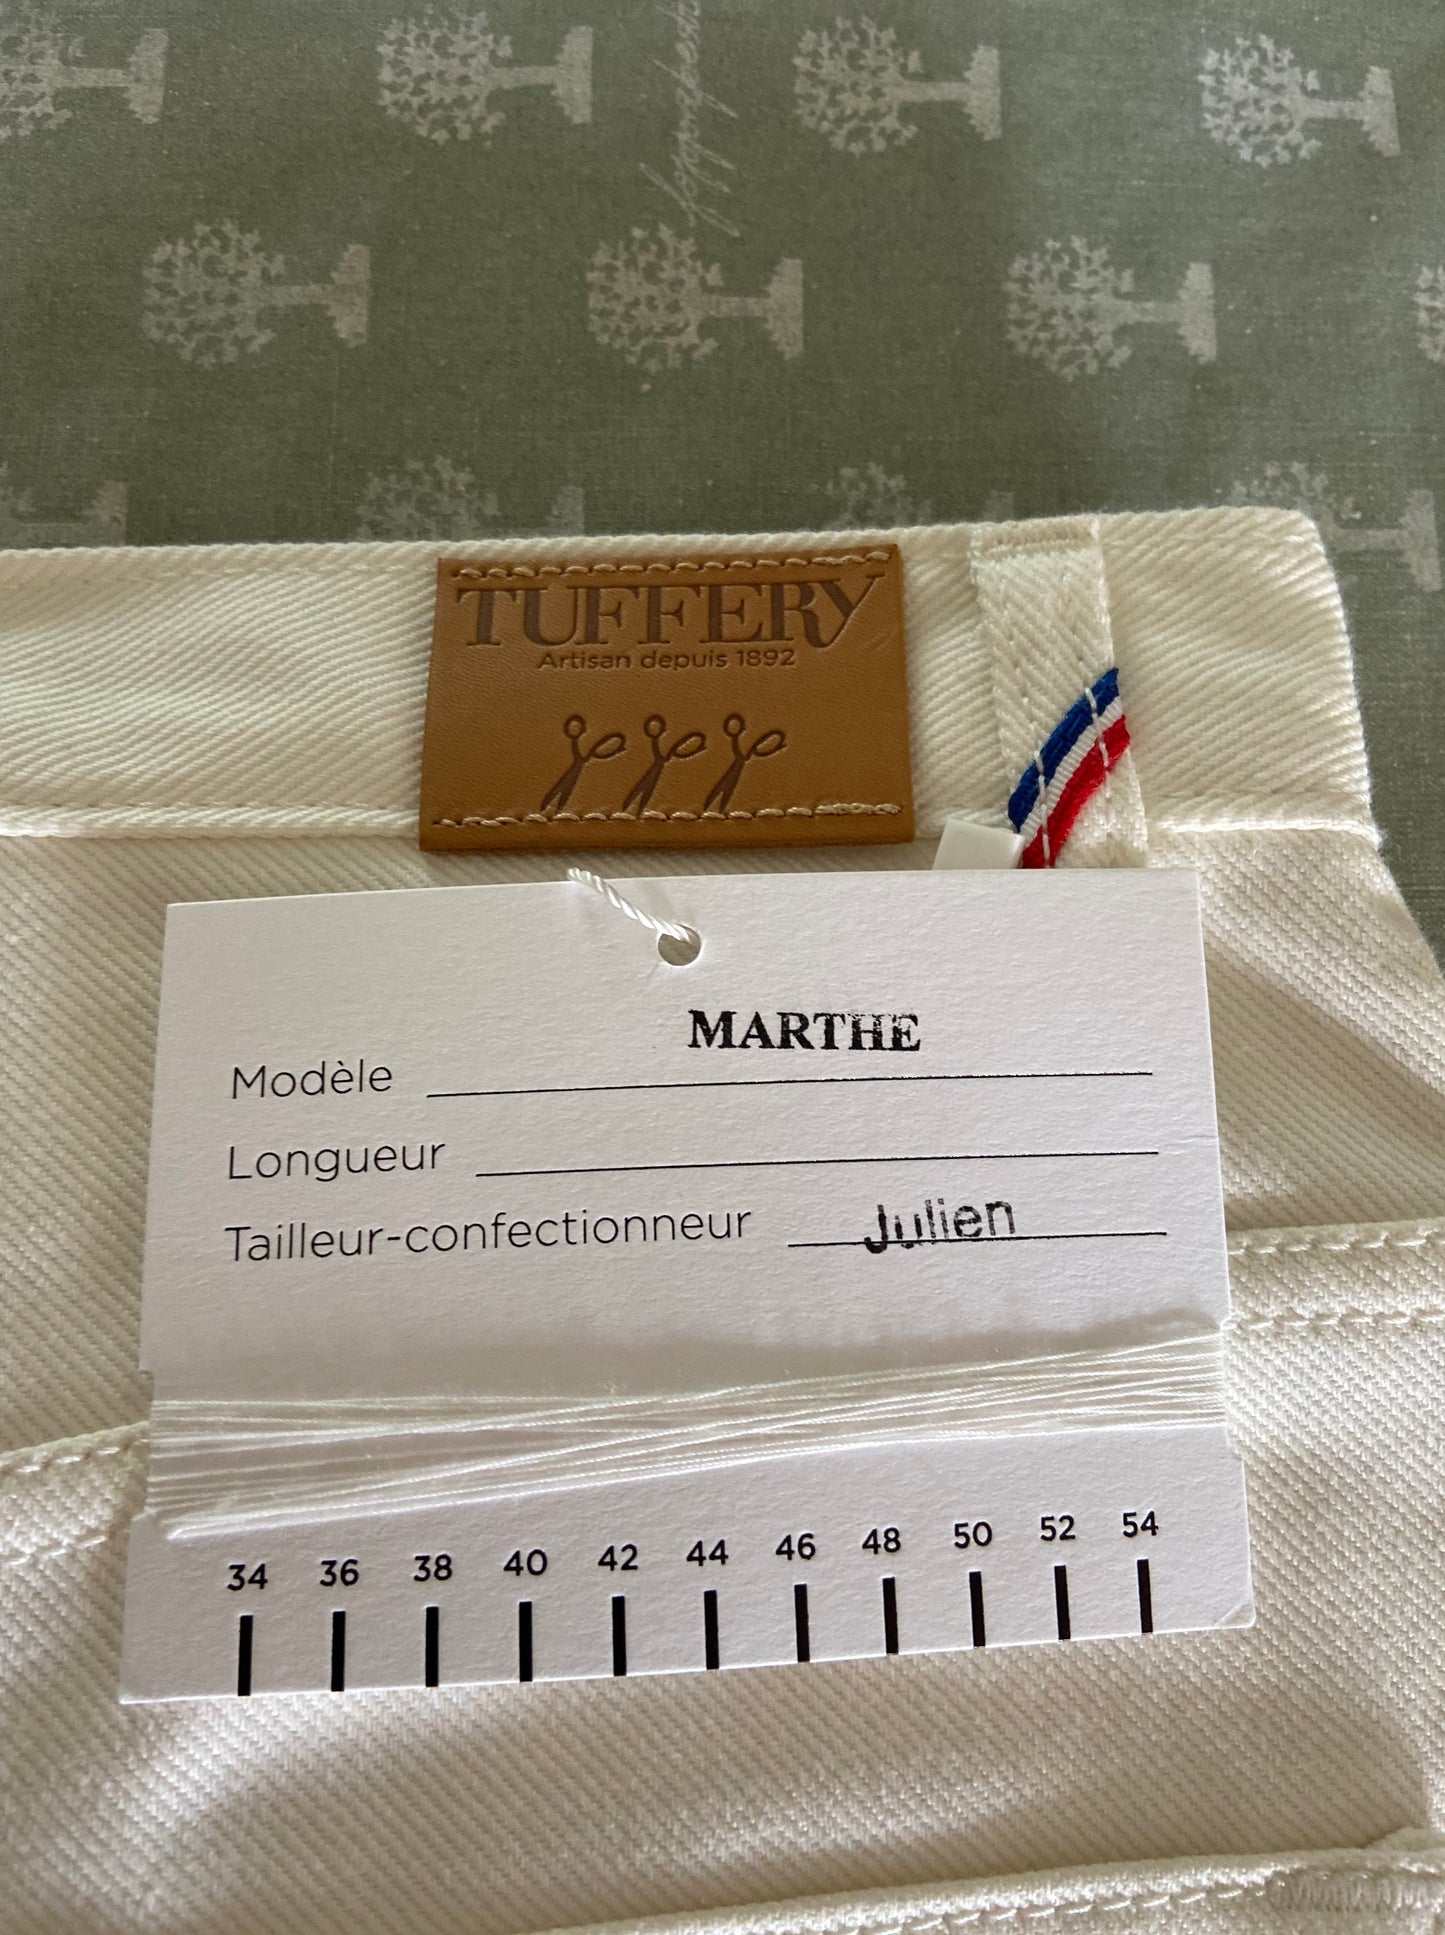 TUFFERY
Artisan depuis 1892
MARTHE
Modèle
Longueur
Tailleur-confectionneur Julien
34 36 38 40 42 44 46 48 50 52 54